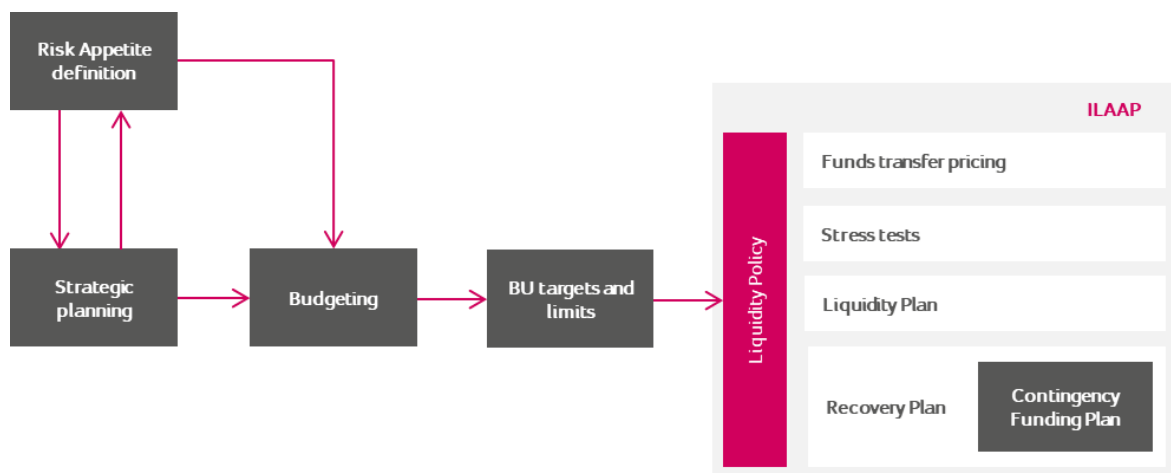 Risk Appetite
definition
ILAAP
Funds transfer pricing
Stress tests
Strategic
planning
Budgeting
BU targets and
limits
Liquidity Policy
Liquidity Plan
Recovery Plan
Contingency
Funding Plan